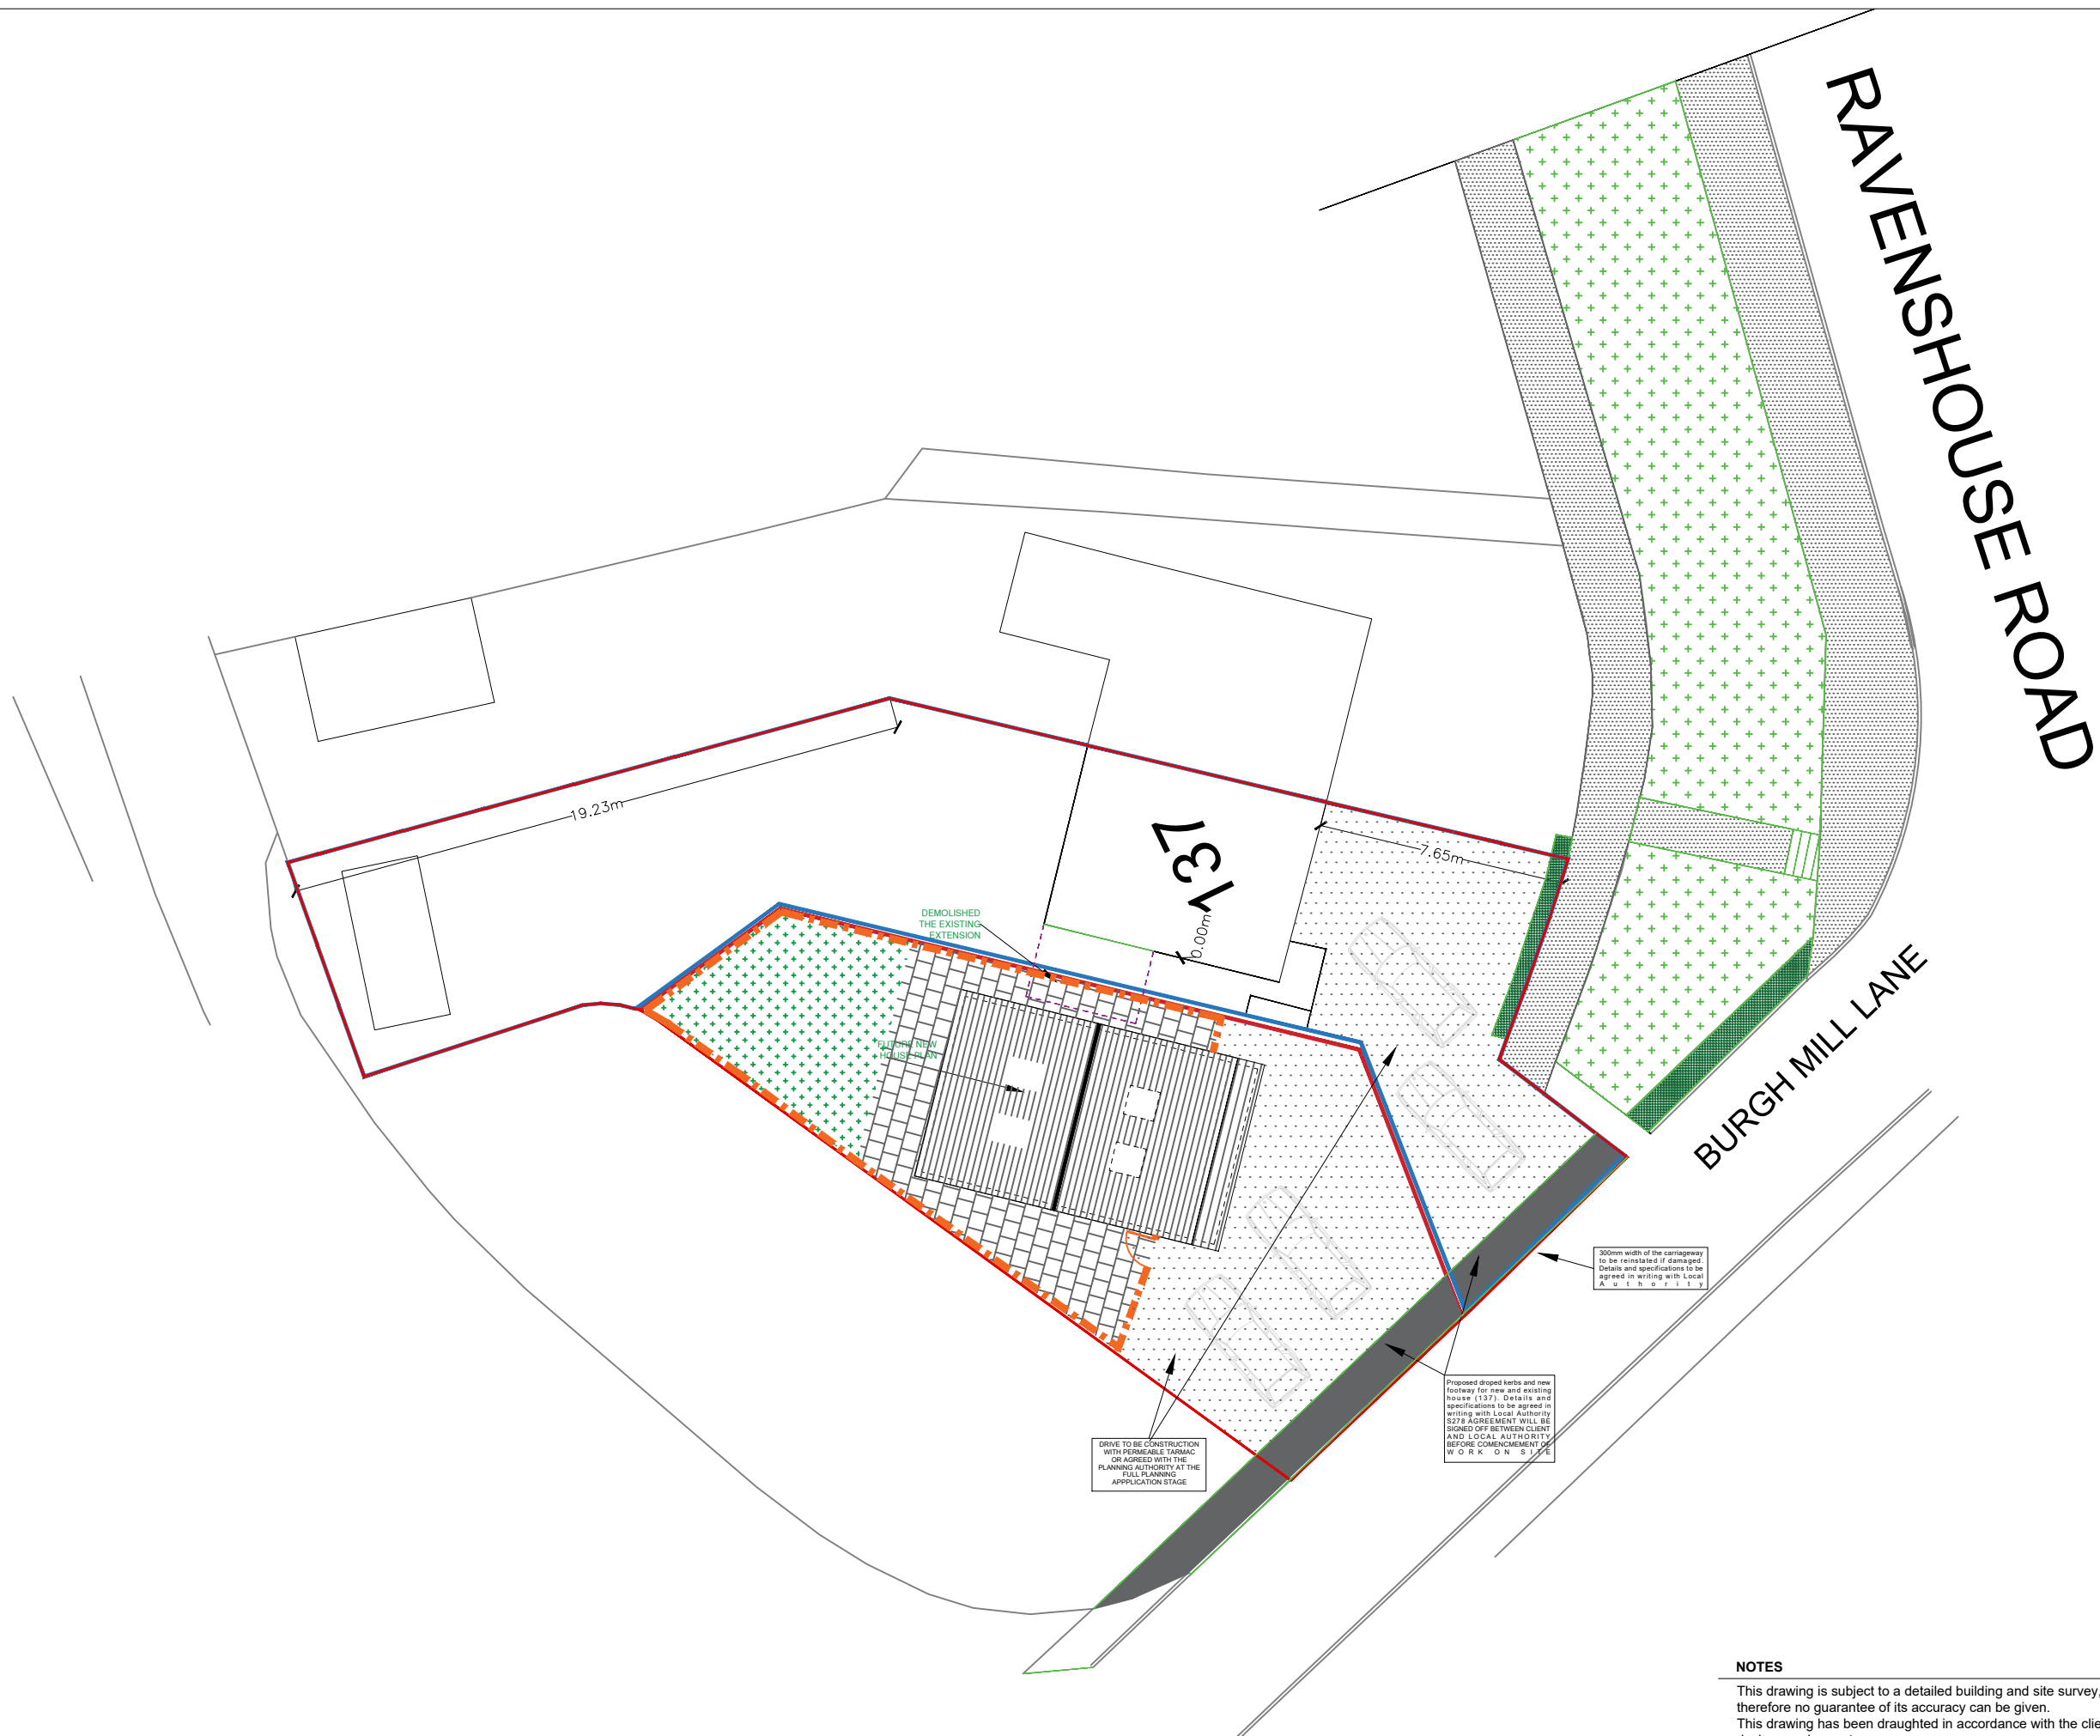 RAVENSHOUSE ROAD
19.23m
137
7.65m
0.00m
DEMOLISHED
THE EXISTING
EXTENSION
FUTURE NEW
HOUSE PLAN
BURGH MILL LANE
300mm width of the carriageway
to be reinstated if damaged.
Details and specifications to be
agreed in writing with Local
Authority
Proposed droped kerbs and new
footway for new and existing
house (137). Details and
specifications to be agreed in
writing with Local Authority
S278 AGREEMENT WILL BE
SIGNED OFF BETWEEN CLIENT
AND LOCAL AUTHORITY
BEFORE COMENCMEMENT OF
WORK ON SITE
DRIVE TO BE CONSTRUCTION
WITH PERMEABLE TARMAC
OR AGREED WITH THE
PLANNING AUTHORITY AT THE
FULL PLANNING
APPPLICATION STAGE
NOTES
This drawing is subject to a detailed building and site survey,
therefore no guarantee of its accuracy can be given.
This drawing has been draughted in accordance with the